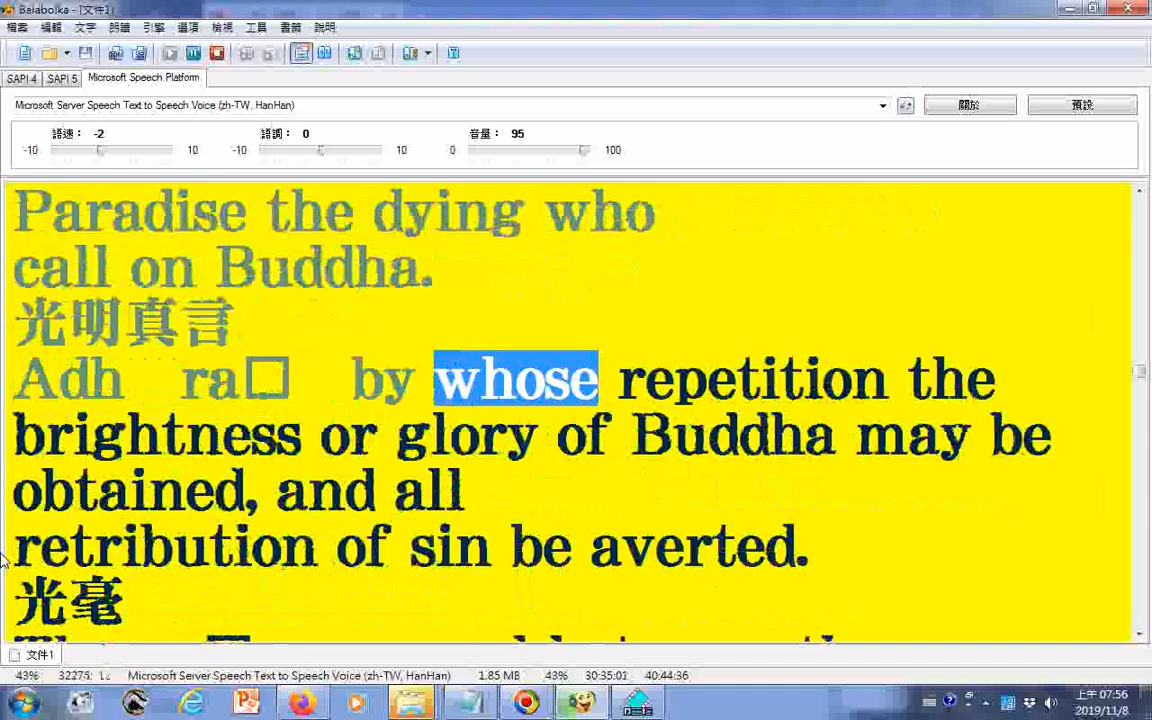 Balabolka - [文件1]
檔案 編輯 文字 朗讀 引擎 選項 檢視 工具 書籤 說明
SAPI 4 SAPI 5 Microsoft Speech Platform
Microsoft Server Speech Text to Speech Voice (zh-TW, HanHan) 關於 預設
語速： -2 語調： 0 音量： 95
-10 10 -10 10 0 100
Paradise the dying who
call on Buddha.
光明真言
Adh ra□ by whose repetition the
brightness or glory of Buddha may be
obtained, and all
retribution of sin be averted.
光毫
文件1
43% Microsoft Server Speech Text to Speech Voice (zh-TW, HanHan) 1.85 MB 43% 30:35:01 40:44:36
上午 07:56
2019/11/8